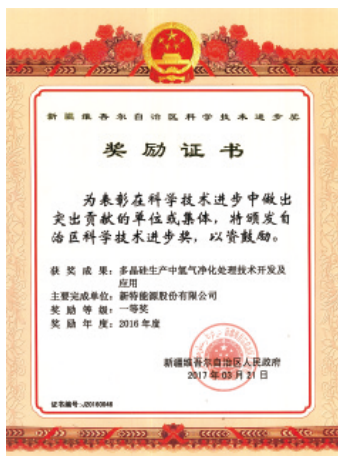 新疆维吾尔自治区科学技术进步奖
奖励证书
为表彰在科学技术进步中做出
突出贡献的单位或集体，特颁发自
治区科学技术进步奖，以资鼓励。
获奖成果：多晶硅生产中氢气净化处理技术开发及
应用
主要完成单位：新特能源股份有限公司
奖励等级：一等奖
奖励年度：2016年度
新疆维吾尔自治区人民政府
2017年03月21日
证书编号：J20160048